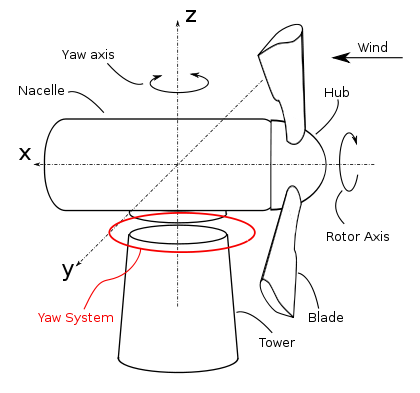 z
Yaw axis
Wind
Nacelle
Hub
x
Rotor Axis
y
Yaw System
Blade
Tower